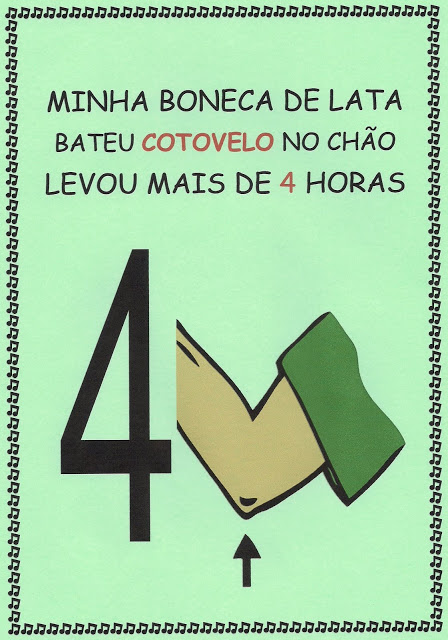 MINHA BONECA DE LATA
BATEU COTOVELO NO CHÃO
LEVOU MAIS DE 4 HORAS
4